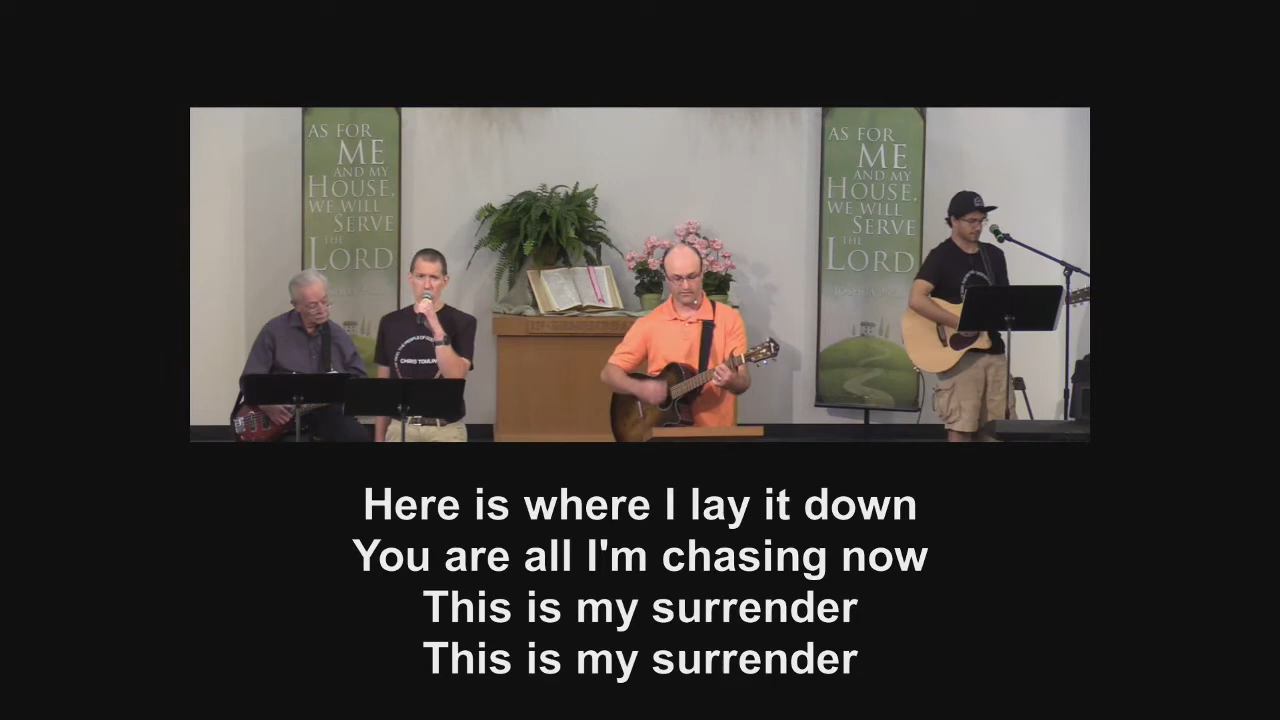 AS FOR
ME
AND MY
HOUSE,
WE WILL
SERVE
THE
LORD
AS FOR
ME
AND MY
HOUSE,
WE WILL
SERVE
THE
LORD
CHRIS TOMLIN
Here is where I lay it down
You are all I'm chasing now
This is my surrender
This is my surrender